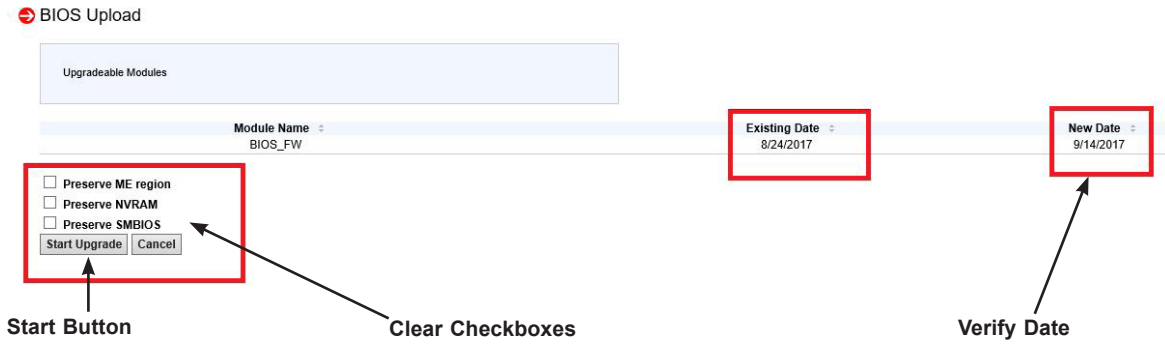 BIOS Upload
Upgradeable Modules
Module Name Existing Date New Date
BIOS_FW 8/24/2017 9/14/2017
Preserve ME region
Preserve NVRAM
Preserve SMBIOS
Start Upgrade Cancel
Start Button Clear Checkboxes Verify Date